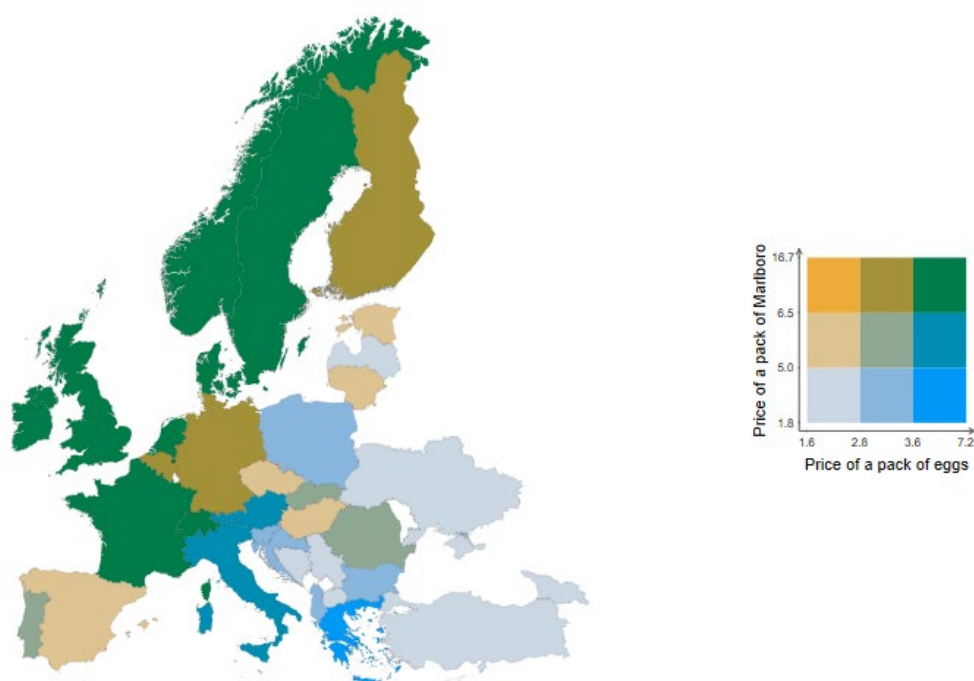 Price of a pack of Marlboro
16.7
6.5
5.0
1.8
1.6 2.8 3.6 7.2
Price of a pack of eggs